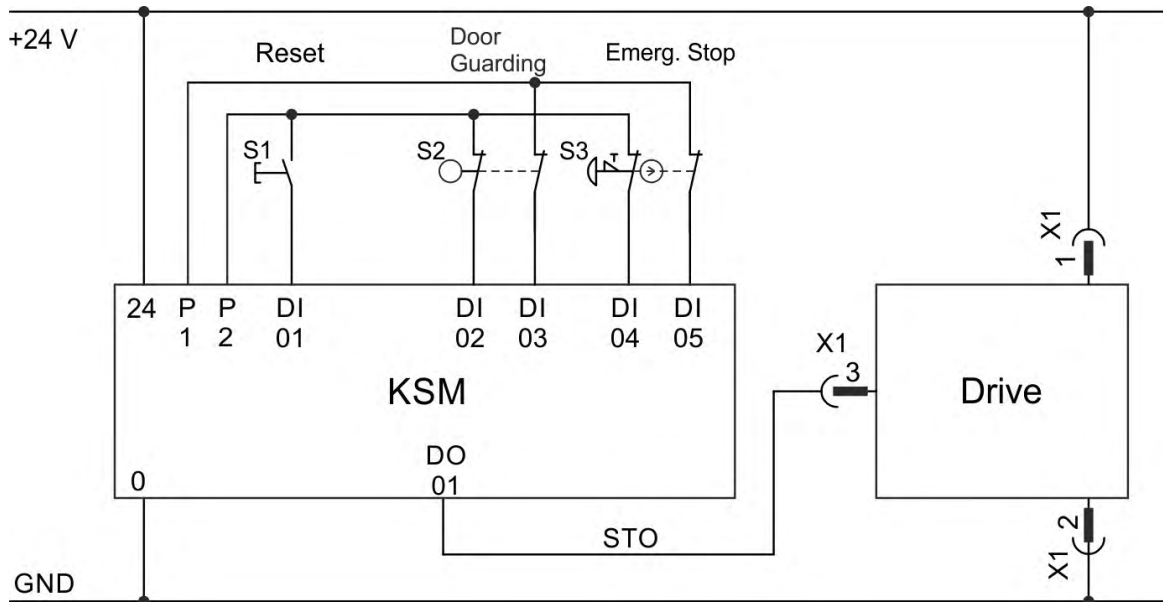 +24 V
Reset
Door
Guarding
Emerg. Stop
S1
S2
S3
24 P P DI DI DI DI DI
1 2 01 02 03 04 05
KSM
0
DO
01
STO
X1
3
Drive
X1
1
2
X1
GND